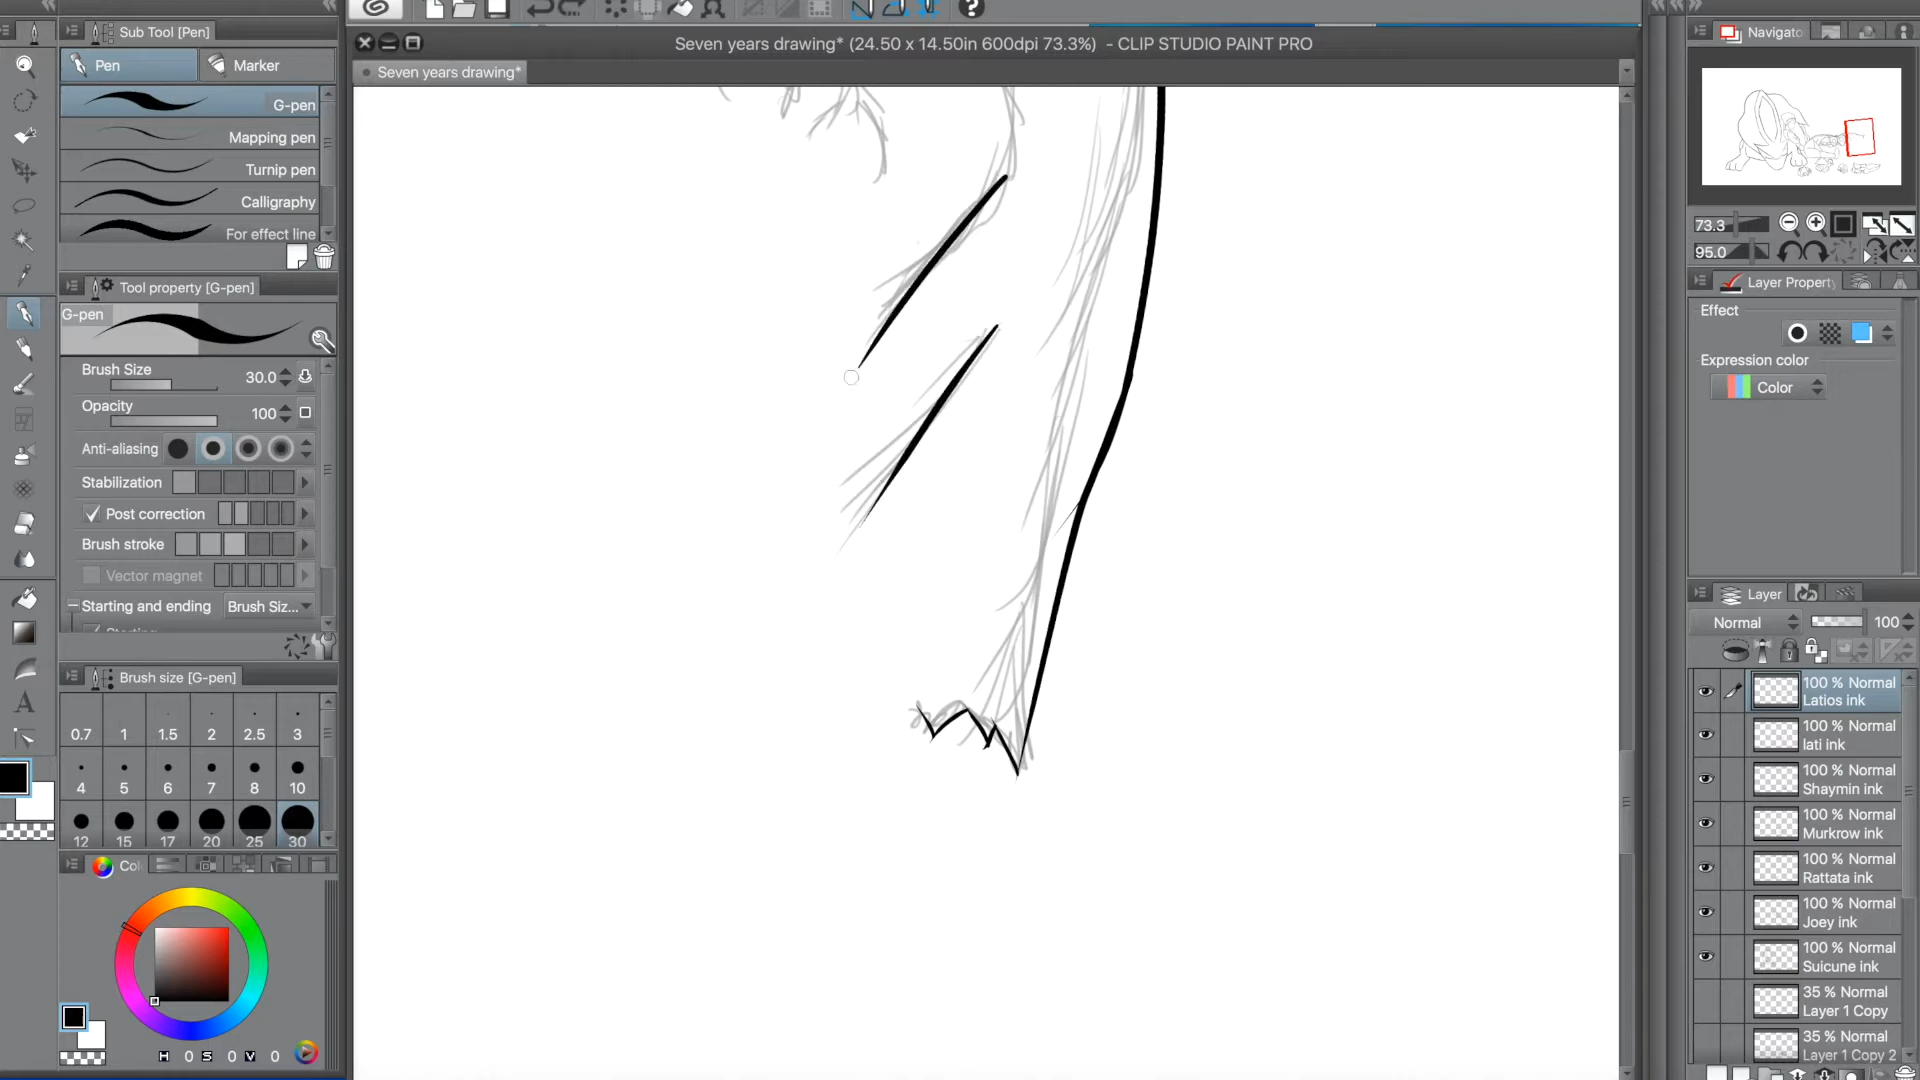 Sub Tool [Pen]
Pen
Marker
G-pen
Mapping pen
Turnip pen
Calligraphy
For effect line
Tool property [G-pen]
G-pen
Brush Size
30.0
Opacity
100
Anti-aliasing
Stabilization
Post correction
Brush stroke
Vector magnet
Starting and ending
Brush Siz...
Brush size [G-pen]
0.7 1 1.5 2 2.5 3
4 5 6 7 8 10
12 15 17 20 25 30
Col
H 0 S 0 V 0
Seven years drawing* (24.50 x 14.50in 600dpi 73.3%) - CLIP STUDIO PAINT PRO
Seven years drawing*
Navigato
73.3
95.0
Layer Property
Effect
Expression color
Color
Layer
Normal
100
100 % Normal
Latios ink
100 % Normal
lati ink
100 % Normal
Shaymin ink
100 % Normal
Murkrow ink
100 % Normal
Rattata ink
100 % Normal
Joey ink
100 % Normal
Suicune ink
35 % Normal
Layer 1 Copy
35 % Normal
Layer 1 Copy 2